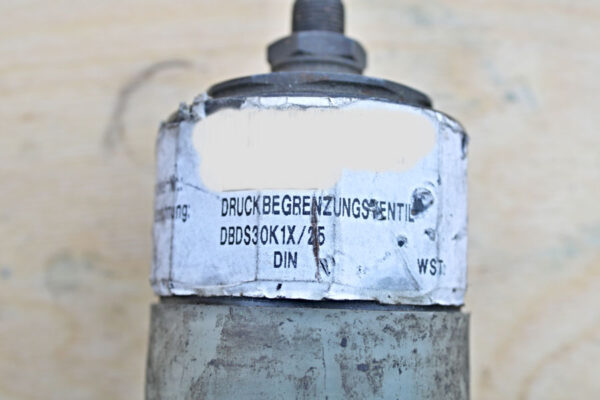 DRUCKBEGRENZUNGSVENTIL
DBDS30K1X/25
DIN WST: